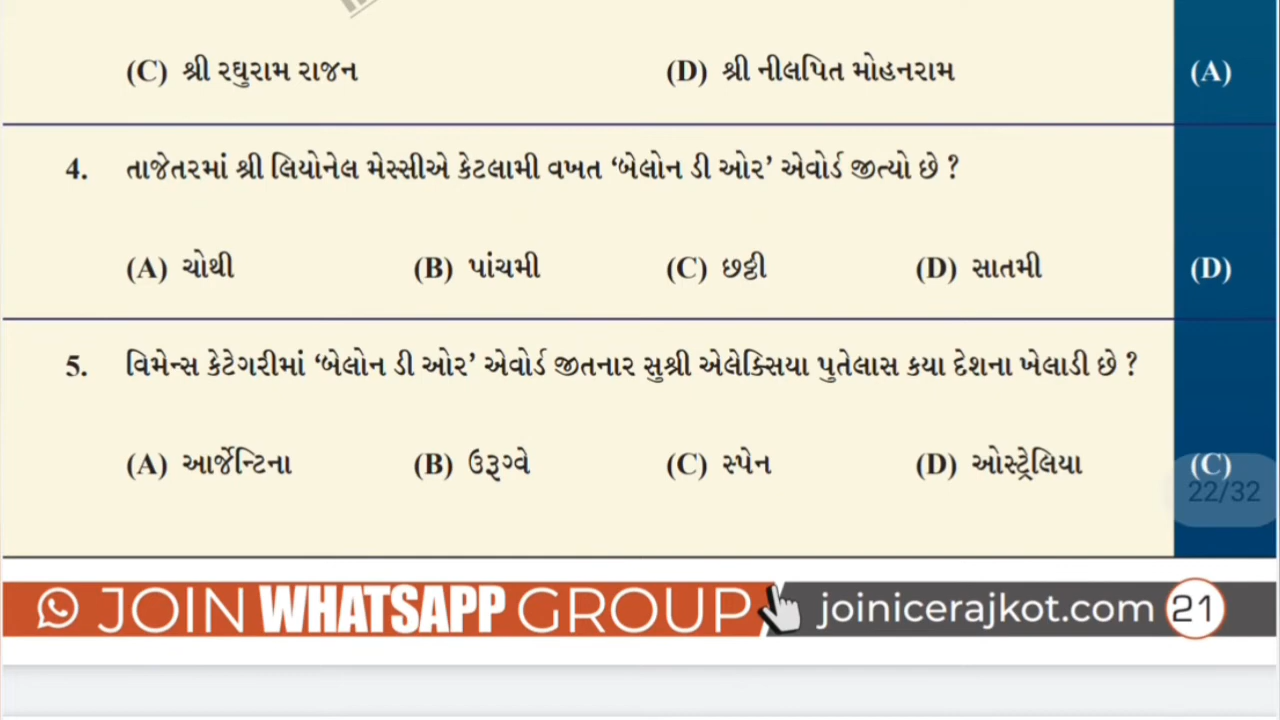 (C) શ્રી રઘુરામ રાજન (D) શ્રી નીલપિત મોહનરામ (A)
4. તાજેતરમાં શ્રી લિયોનેલ મેસ્સીએ કેટલામી વખત ‘બેલોન ડી ઓર’ એવોર્ડ જીત્યો છે ?
(A) ચોથી (B) પાંચમી (C) છઠ્ઠી (D) સાતમી (D)
5. વિમેન્સ કેટેગરીમાં ‘બેલોન ડી ઓર’ એવોર્ડ જીતનાર સુશ્રી એલેક્સિયા પુતેલાસ કયા દેશના ખેલાડી છે ?
(A) આર્જેન્ટિના (B) ઉરૂગ્વે (C) સ્પેન (D) ઓસ્ટ્રેલિયા (C)
22/32
JOIN WHATSAPP GROUP joinicerajkot.com 21